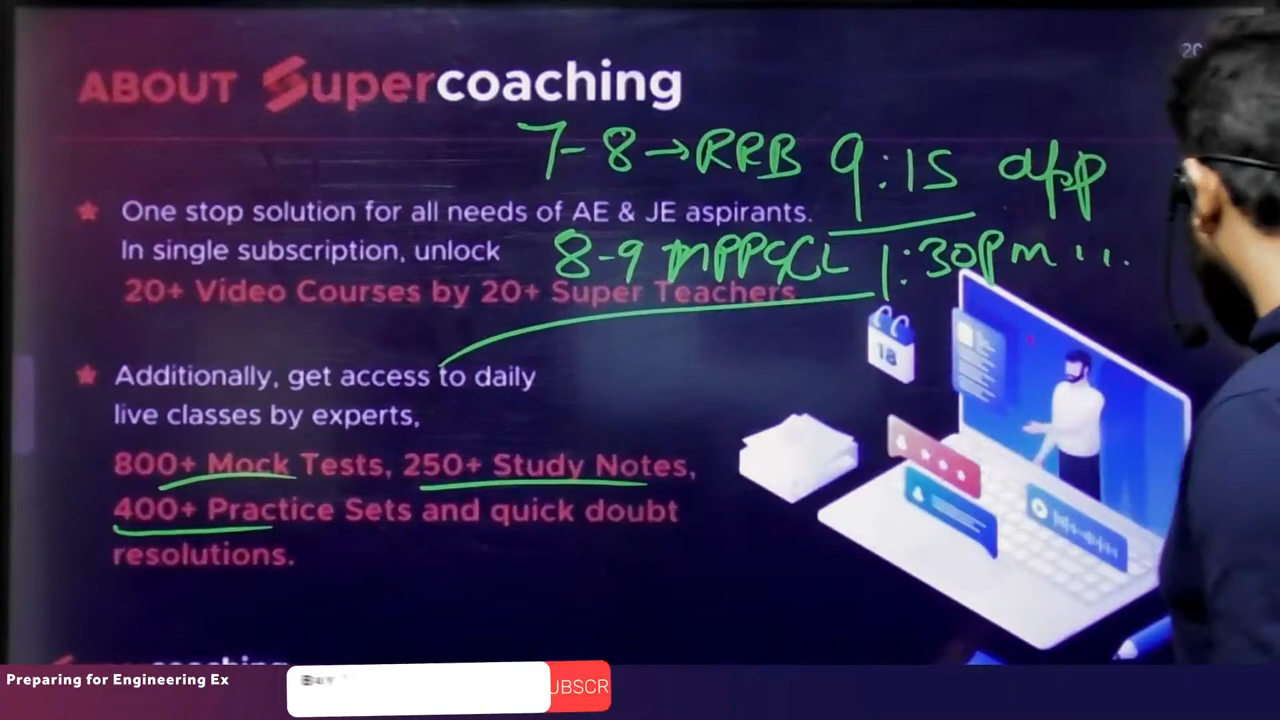 ABOUT Supercoaching
7-8→RRB 9:15 app
One stop solution for all needs of AE & JE aspirants.
In single subscription, unlock
8-9 MPPGCL 1:30pm
20+ Video Courses by 20+ Super Teachers
18
Additionally, get access to daily
live classes by experts,
800+ Mock Tests, 250+ Study Notes,
400+ Practice Sets and quick doubt
resolutions.
Preparing for Engineering Ex
UBSCR